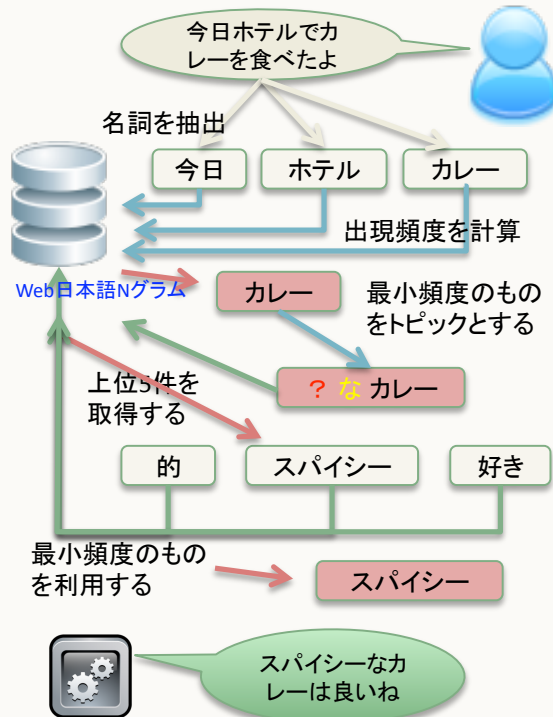 今日ホテルでカ
レーを食べたよ
名詞を抽出
今日
ホテル
カレー
出現頻度を計算
Web日本語Nグラム
カレー
最小頻度のもの
をトピックとする
？なカレー
上位5件を
取得する
的
スパイシー
好き
最小頻度のもの
を利用する
スパイシー
スパイシーなカ
レーは良いね